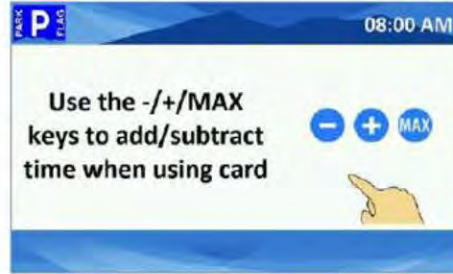 PARK P FLAG
08:00 AM
Use the -/+/MAX
keys to add/subtract
time when using card
- + MAX